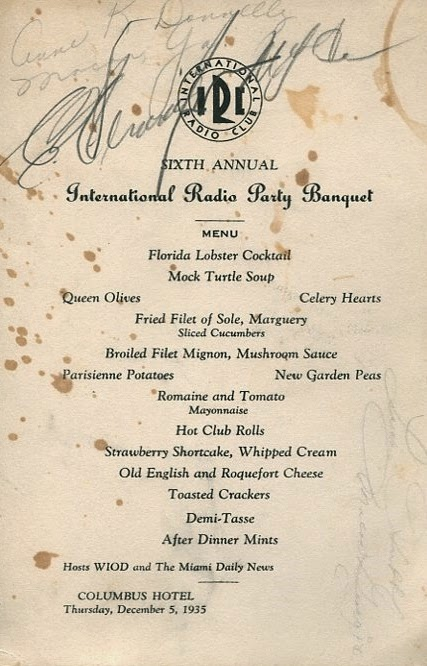 Anne K Donnelly
INTERNATIONAL
IRC
RADIO CLUB
SIXTH ANNUAL
International Radio Party Banquet
MENU
Florida Lobster Cocktail
Mock Turtle Soup
Queen Olives Celery Hearts
Fried Filet of Sole, Marguery
Sliced Cucumbers
Broiled Filet Mignon, Mushroom Sauce
Parisienne Potatoes New Garden Peas
Romaine and Tomato
Mayonnaise
Hot Club Rolls
Strawberry Shortcake, Whipped Cream
Old English and Roquefort Cheese
Toasted Crackers
Demi-Tasse
After Dinner Mints
Hosts WIOD and The Miami Daily News
COLUMBUS HOTEL
Thursday, December 5, 1935